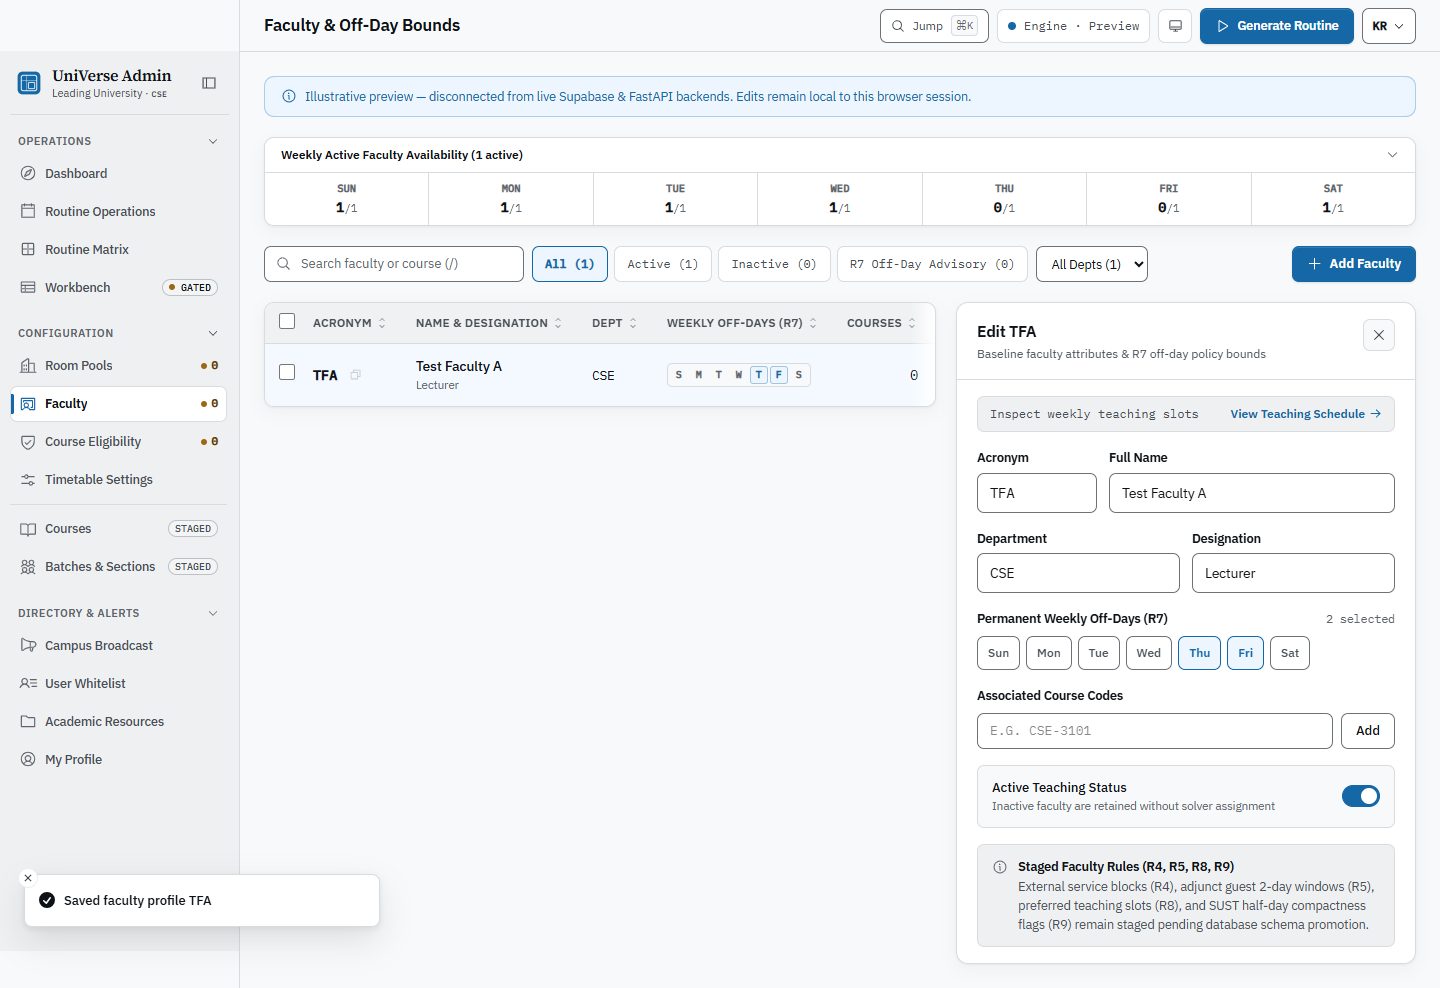 Faculty & Off-Day Bounds
Jump ⌘K
Engine · Preview
Generate Routine
KR
UniVerse Admin
Leading University · CSE
OPERATIONS
Dashboard
Routine Operations
Routine Matrix
Workbench GATED
CONFIGURATION
Room Pools 0
Faculty 0
Course Eligibility 0
Timetable Settings
Courses STAGED
Batches & Sections STAGED
DIRECTORY & ALERTS
Campus Broadcast
User Whitelist
Academic Resources
My Profile
Saved faculty profile TFA
Illustrative preview — disconnected from live Supabase & FastAPI backends. Edits remain local to this browser session.
Weekly Active Faculty Availability (1 active)
SUN MON TUE WED THU FRI SAT
1/1 1/1 1/1 1/1 0/1 0/1 1/1
Search faculty or course (/)
All (1)
Active (1)
Inactive (0)
R7 Off-Day Advisory (0)
All Depts (1)
Add Faculty
ACRONYM NAME & DESIGNATION DEPT WEEKLY OFF-DAYS (R7) COURSES
TFA Test Faculty A CSE S M T W T F S 0
Lecturer
Edit TFA
Baseline faculty attributes & R7 off-day policy bounds
Inspect weekly teaching slots View Teaching Schedule →
Acronym Full Name
TFA Test Faculty A
Department Designation
CSE Lecturer
Permanent Weekly Off-Days (R7) 2 selected
Sun Mon Tue Wed Thu Fri Sat
Associated Course Codes
E.G. CSE-3101 Add
Active Teaching Status
Inactive faculty are retained without solver assignment
Staged Faculty Rules (R4, R5, R8, R9)
External service blocks (R4), adjunct guest 2-day windows (R5),
preferred teaching slots (R8), and SUST half-day compactness
flags (R9) remain staged pending database schema promotion.